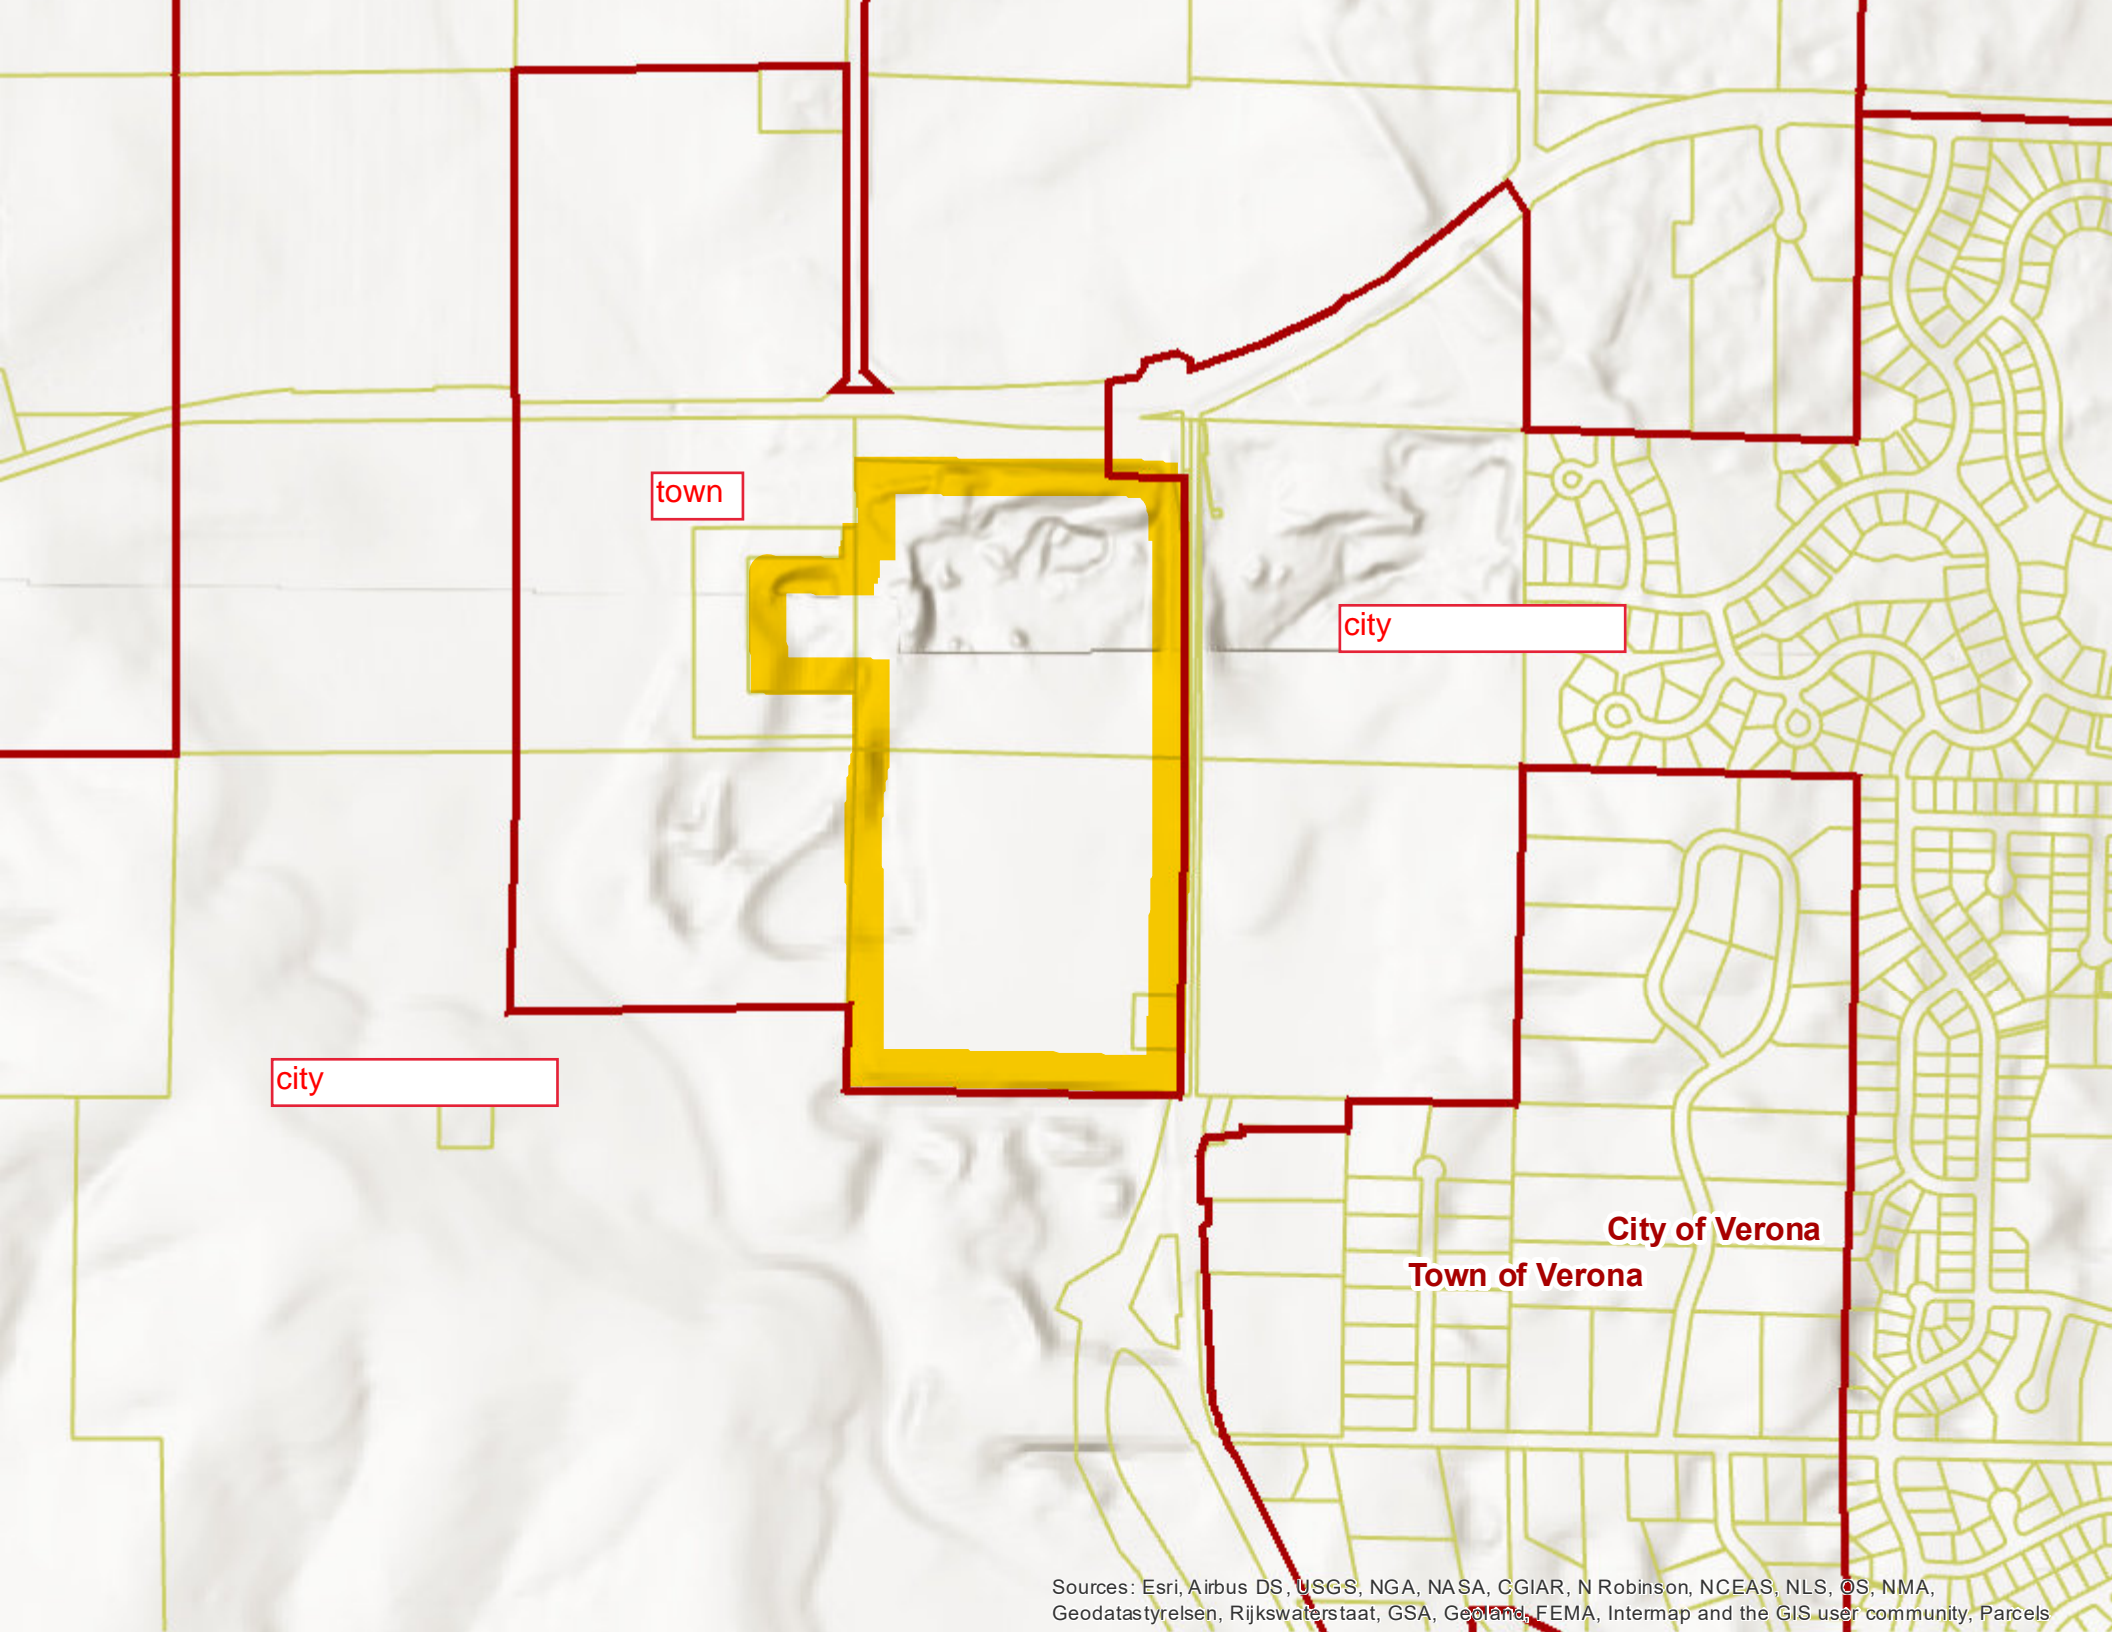 town
city
city
City of Verona
Town of Verona
Sources: Esri, Airbus DS, USGS, NGA, NASA, CGIAR, N Robinson, NCEAS, NLS, OS, NMA,
Geodatastyrelsen, Rijkswaterstaat, GSA, Geoland, FEMA, Intermap and the GIS user community, Parcels